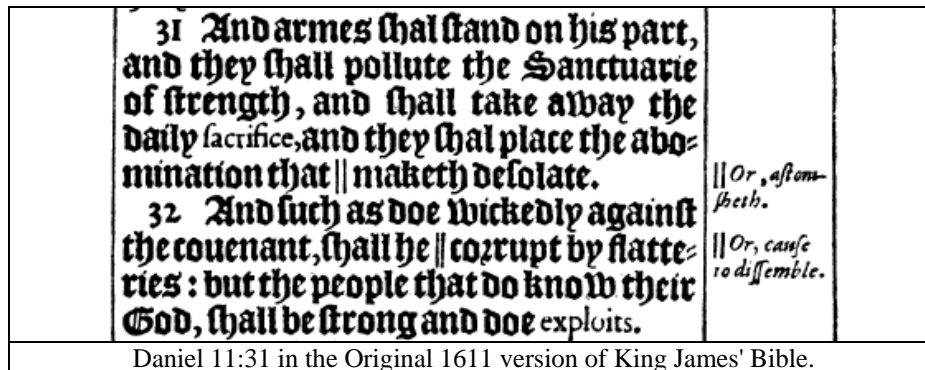 31 And armes ſhal ſtand on his part,
and they ſhall pollute the Sanctuarie
of ſtrength, and ſhall take away the
daily ſacrifice, and they ſhal place the abo⸗
mination that || maketh deſolate.
|| Or, aſtoni-
ſheth.
32 And ſuch as doe wickedly againſt
the couenant, ſhall he || coꝛrupt by flatte⸗
ries : but the people that do know their
God, ſhall be ſtrong and doe exploits.
|| Or, cauſe
to diſſemble.
Daniel 11:31 in the Original 1611 version of King James' Bible.